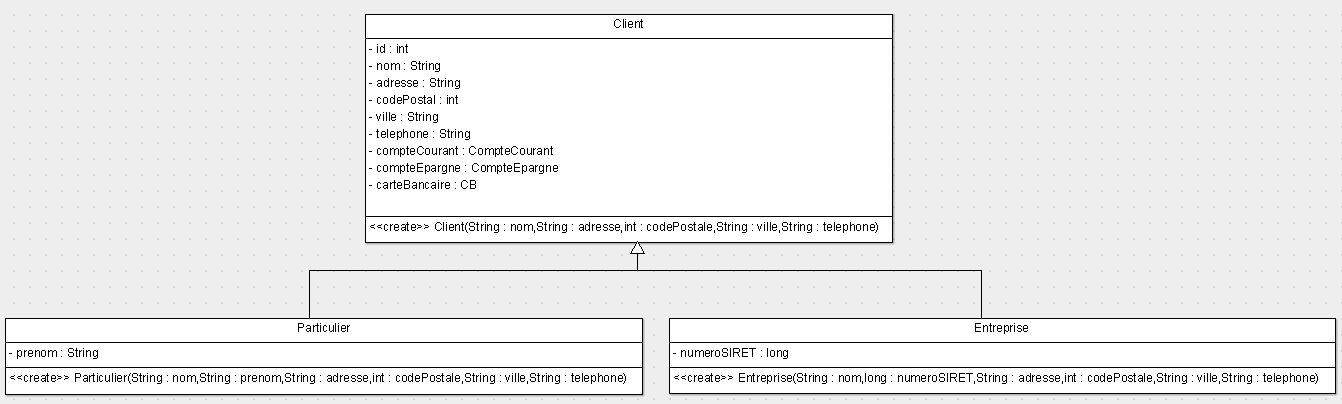 Client
- id : int
- nom : String
- adresse : String
- codePostal : int
- ville : String
- telephone : String
- compteCourant : CompteCourant
- compteEpargne : CompteEpargne
- carteBancaire : CB
<<create>> Client(String : nom,String : adresse,int : codePostale,String : ville,String : telephone)
Particulier
- prenom : String
<<create>> Particulier(String : nom,String : prenom,String : adresse,int : codePostale,String : ville,String : telephone)
Entreprise
- numeroSIRET : long
<<create>> Entreprise(String : nom,long : numeroSIRET,String : adresse,int : codePostale,String : ville,String : telephone)